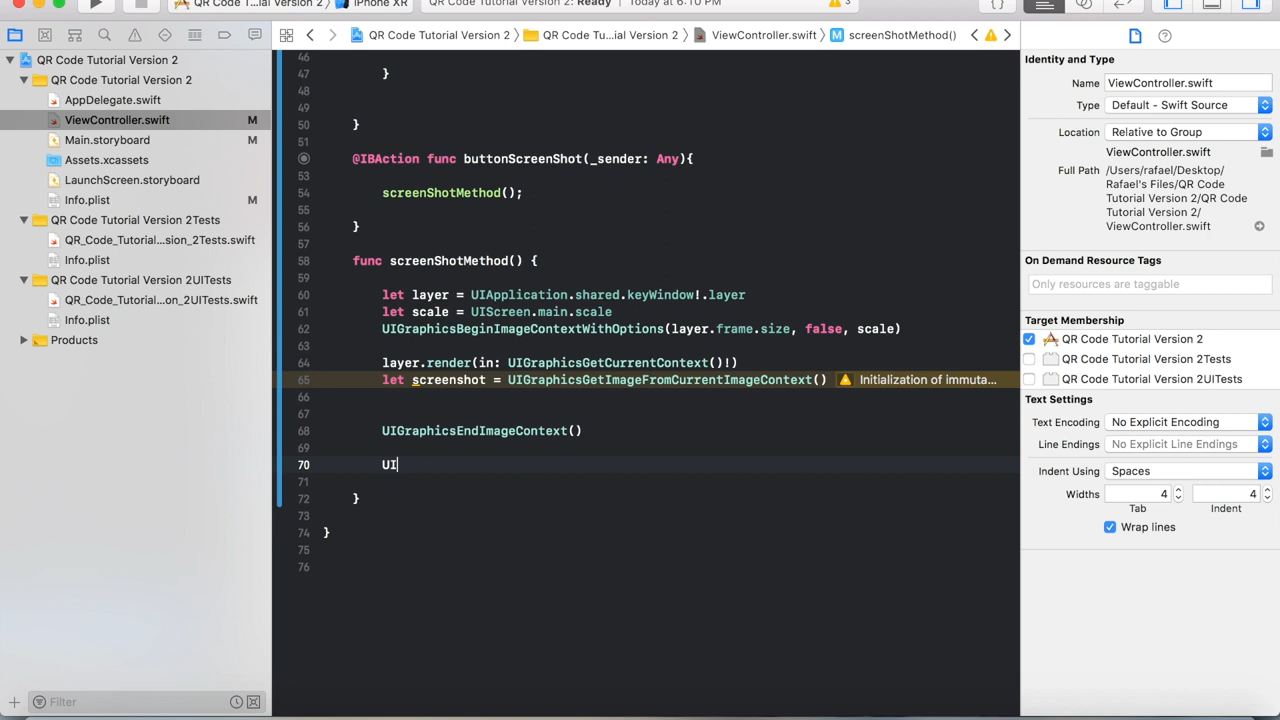 QR Code T...ial Version 2 〉 iPhone XR
QR Code Tutorial Version 2: Ready
Today at 6:10 PM
3
{}
QR Code Tutorial Version 2 〉 QR Code Tu...ial Version 2 〉 ViewController.swift 〉 M screenShotMethod()
QR Code Tutorial Version 2
QR Code Tutorial Version 2
AppDelegate.swift
ViewController.swift M
Main.storyboard M
Assets.xcassets
LaunchScreen.storyboard
Info.plist M
QR Code Tutorial Version 2Tests
QR_Code_Tutorial...sion_2Tests.swift
Info.plist
QR Code Tutorial Version 2UITests
QR_Code_Tutorial...on_2UITests.swift
Info.plist
Products
Filter
46
47 }
48
49
50 }
51
@IBAction func buttonScreenShot(_sender: Any){
53
54 screenShotMethod();
55
56 }
57
58 func screenShotMethod() {
59
60 let layer = UIApplication.shared.keyWindow!.layer
61 let scale = UIScreen.main.scale
62 UIGraphicsBeginImageContextWithOptions(layer.frame.size, false, scale)
63
64 layer.render(in: UIGraphicsGetCurrentContext()!)
65 let screenshot = UIGraphicsGetImageFromCurrentImageContext() Initialization of immuta...
66
67
68 UIGraphicsEndImageContext()
69
70 UI
71
72 }
73
74 }
75
76
Identity and Type
Name ViewController.swift
Type Default - Swift Source
Location Relative to Group
ViewController.swift
Full Path /Users/rafael/Desktop/
Rafael's Files/QR Code
Tutorial Version 2/QR Code
Tutorial Version 2/
ViewController.swift
On Demand Resource Tags
Only resources are taggable
Target Membership
QR Code Tutorial Version 2
QR Code Tutorial Version 2Tests
QR Code Tutorial Version 2UITests
Text Settings
Text Encoding No Explicit Encoding
Line Endings No Explicit Line Endings
Indent Using Spaces
Widths 4 4
Tab Indent
Wrap lines